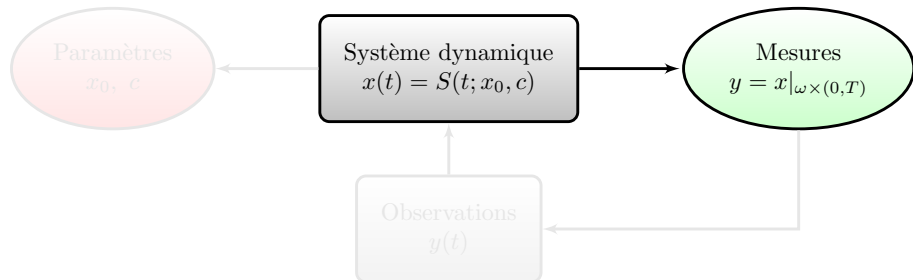 Paramètres
x₀, c
Système dynamique
x(t) = S(t; x₀, c)
Mesures
y = x|ω×(0,T)
Observations
y(t)